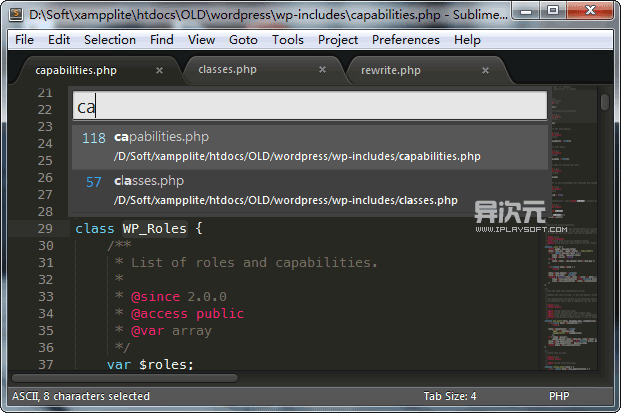 D:\Soft\xampplite\htdocs\OLD\wordpress\wp-includes\capabilities.php - Sublime...
File Edit Selection Find View Goto Tools Project Preferences Help
capabilities.php × classes.php × rewrite.php ×
21
22
23
24
25
26
27
28
ca
118 capabilities.php
/D/Soft/xampplite/htdocs/OLD/wordpress/wp-includes/capabilities.php
57 classes.php
/D/Soft/xampplite/htdocs/OLD/wordpress/wp-includes/classes.php
异次元
WWW.IPLAYSOFT.COM
29 class WP_Roles {
30 /**
31 * List of roles and capabilities.
32 *
33 * @since 2.0.0
34 * @access public
35 * @var array
36 */
37 var $roles;
ASCII, 8 characters selected Tab Size: 4 PHP